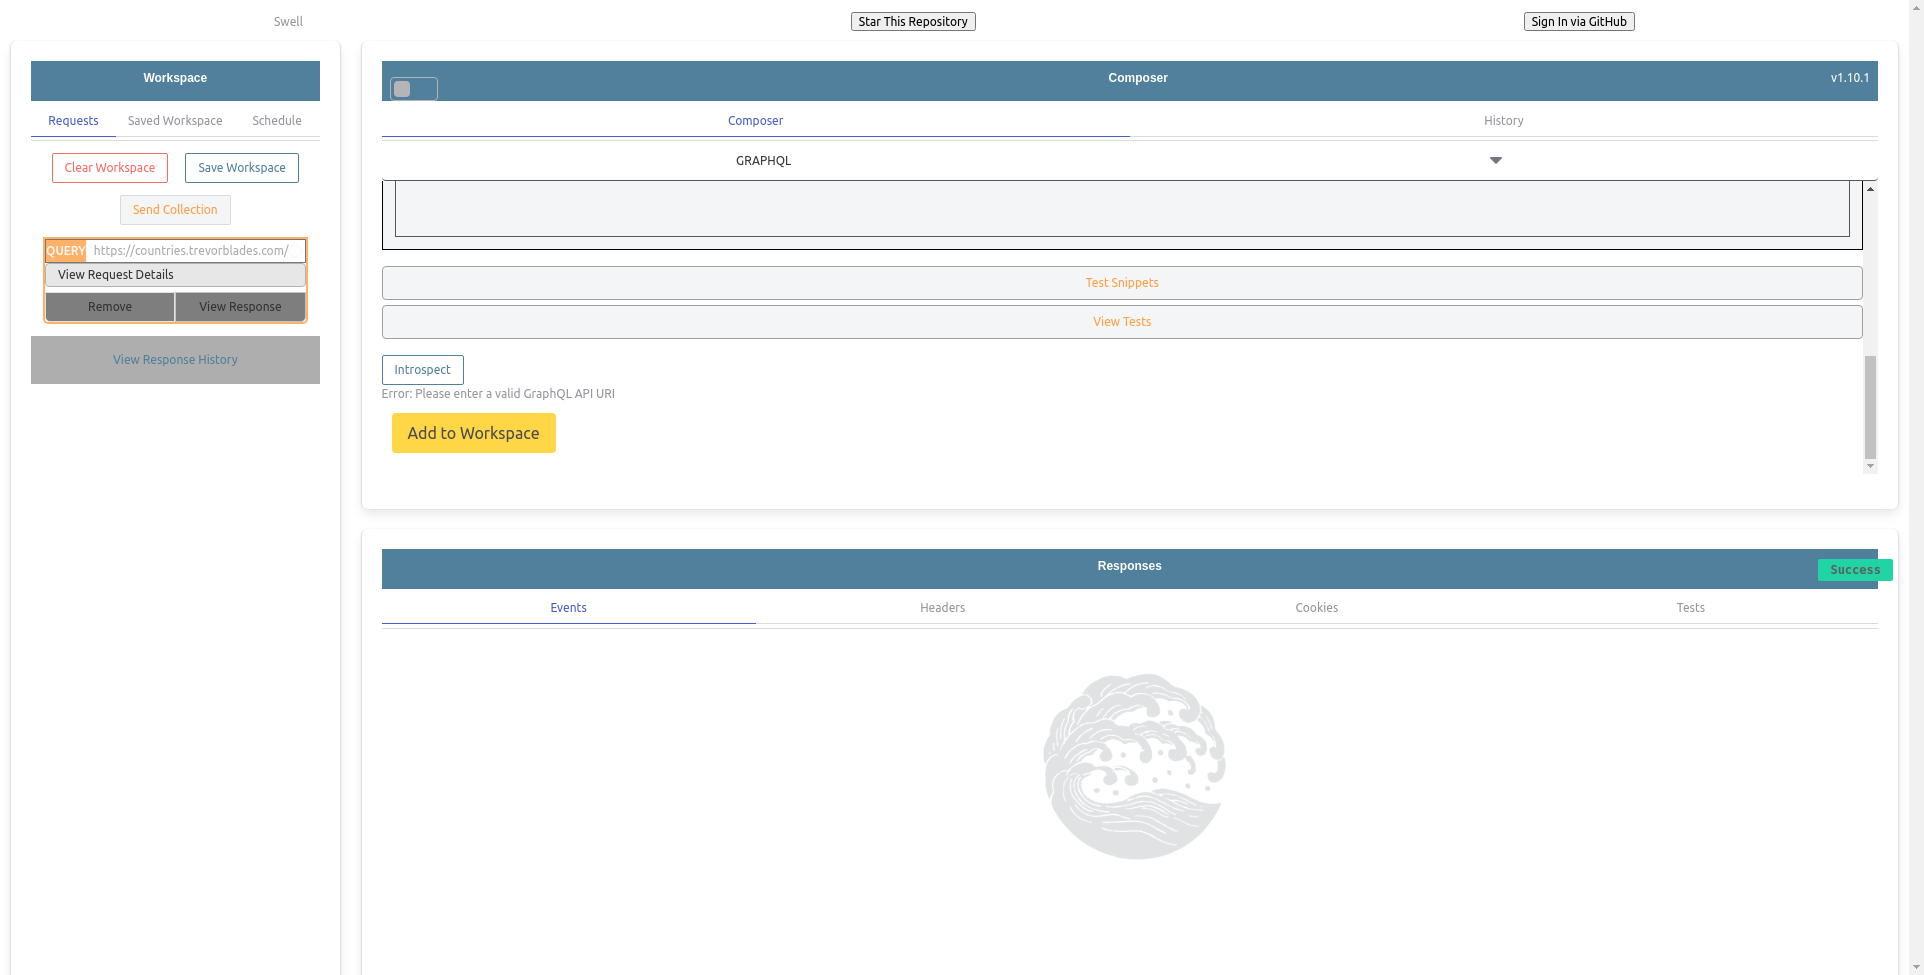 Swell
Star This Repository
Sign In via GitHub
Workspace
Requests
Saved Workspace
Schedule
Clear Workspace
Save Workspace
Send Collection
QUERY https://countries.trevorblades.com/
View Request Details
Remove
View Response
View Response History
Composer
v1.10.1
Composer
History
GRAPHQL
Test Snippets
View Tests
Introspect
Error: Please enter a valid GraphQL API URI
Add to Workspace
Responses
Success
Events
Headers
Cookies
Tests